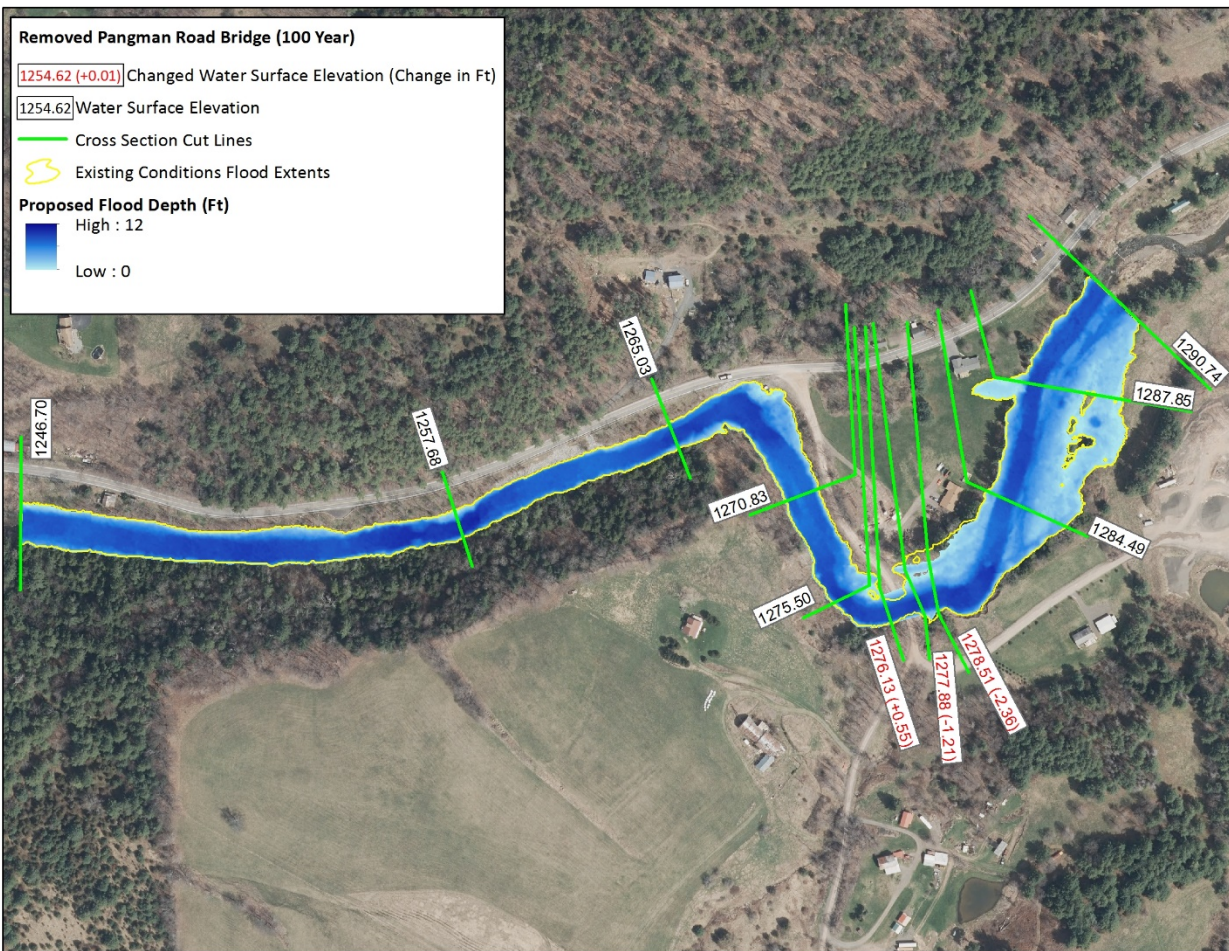 Removed Pangman Road Bridge (100 Year)
1254.62 (+0.01) Changed Water Surface Elevation (Change in Ft)
1254.62 Water Surface Elevation
Cross Section Cut Lines
Existing Conditions Flood Extents
Proposed Flood Depth (Ft)
High : 12
Low : 0
1246.70
1257.68
1265.03
1270.83
1275.50
1276.13 (+0.55)
1277.88 (-1.21)
1278.51 (-2.36)
1284.49
1287.85
1290.74